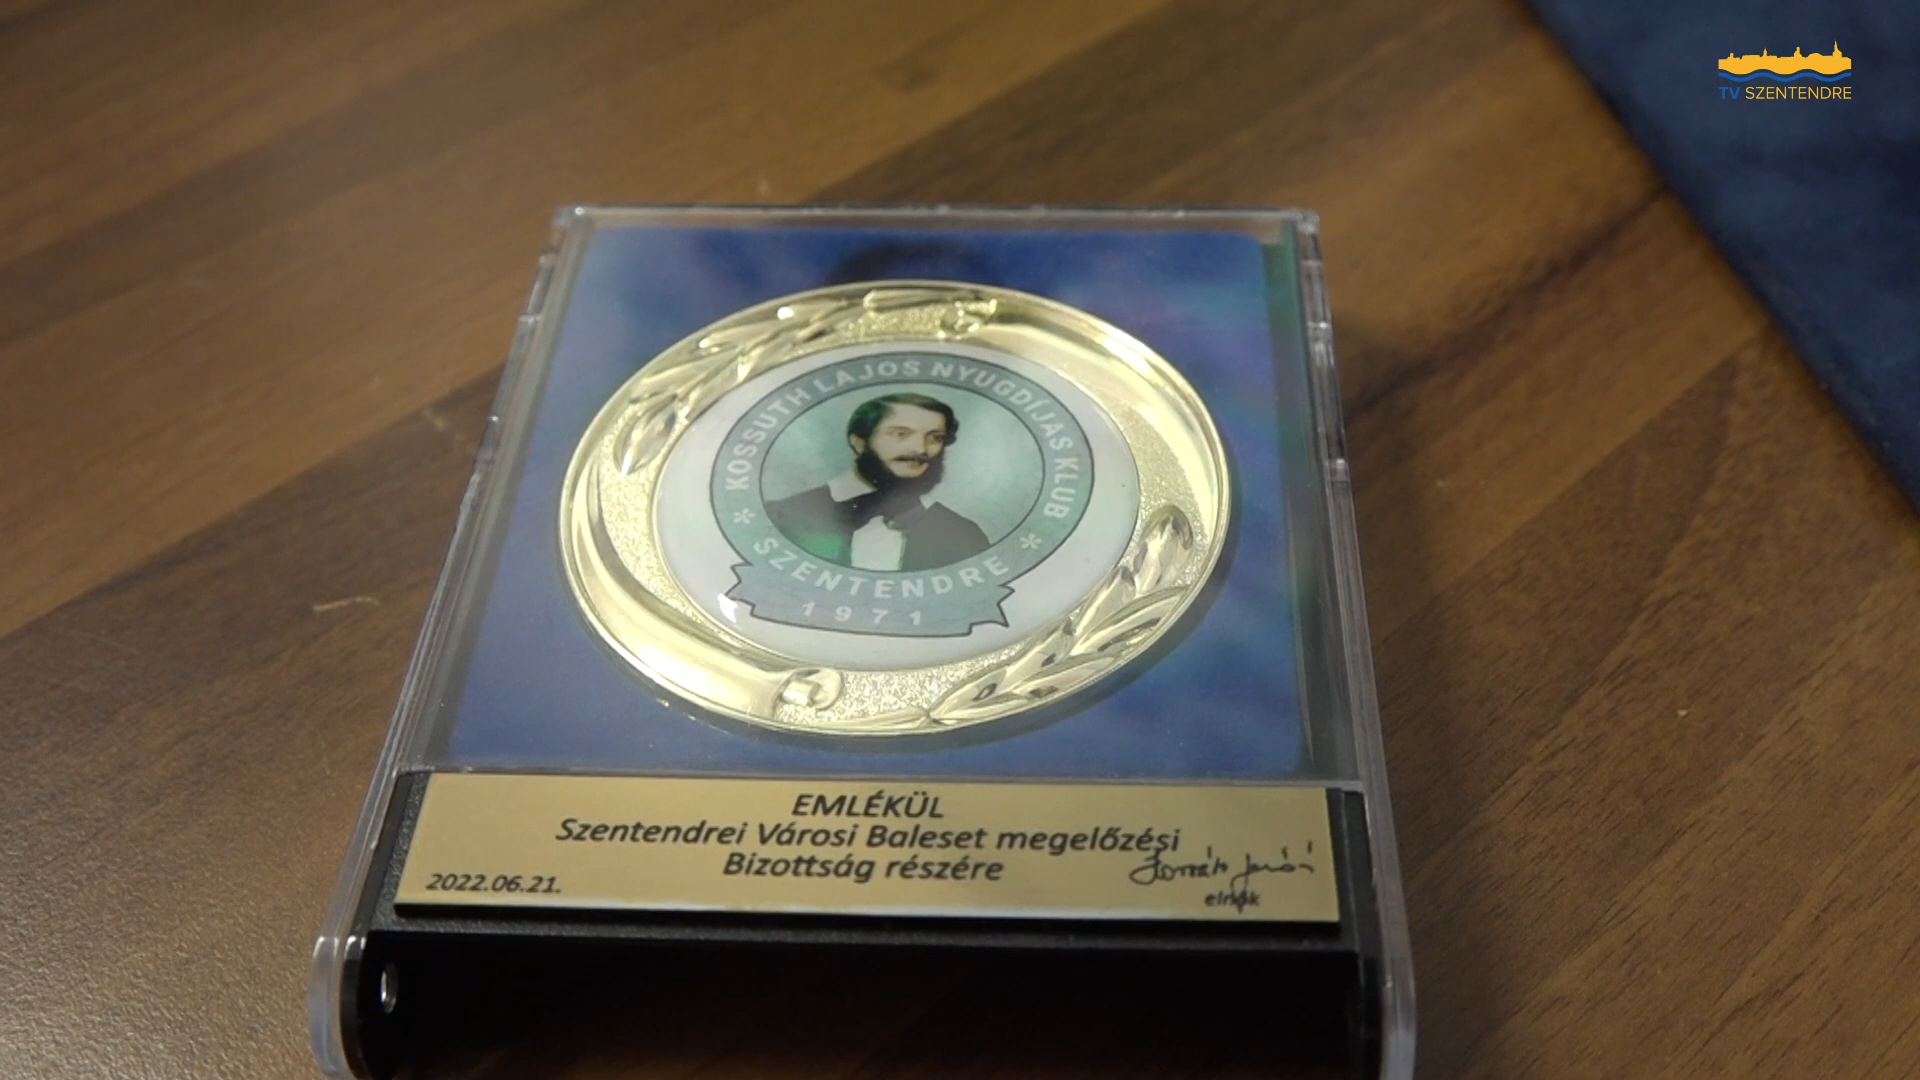 TV SZENTENDRE
KOSSUTH LAJOS NYUGDÍJAS KLUB
* SZENTENDRE *
1971
EMLÉKÜL
Szentendrei Városi Baleset megelőzési
Bizottság részére
2022.06.21.
elnök